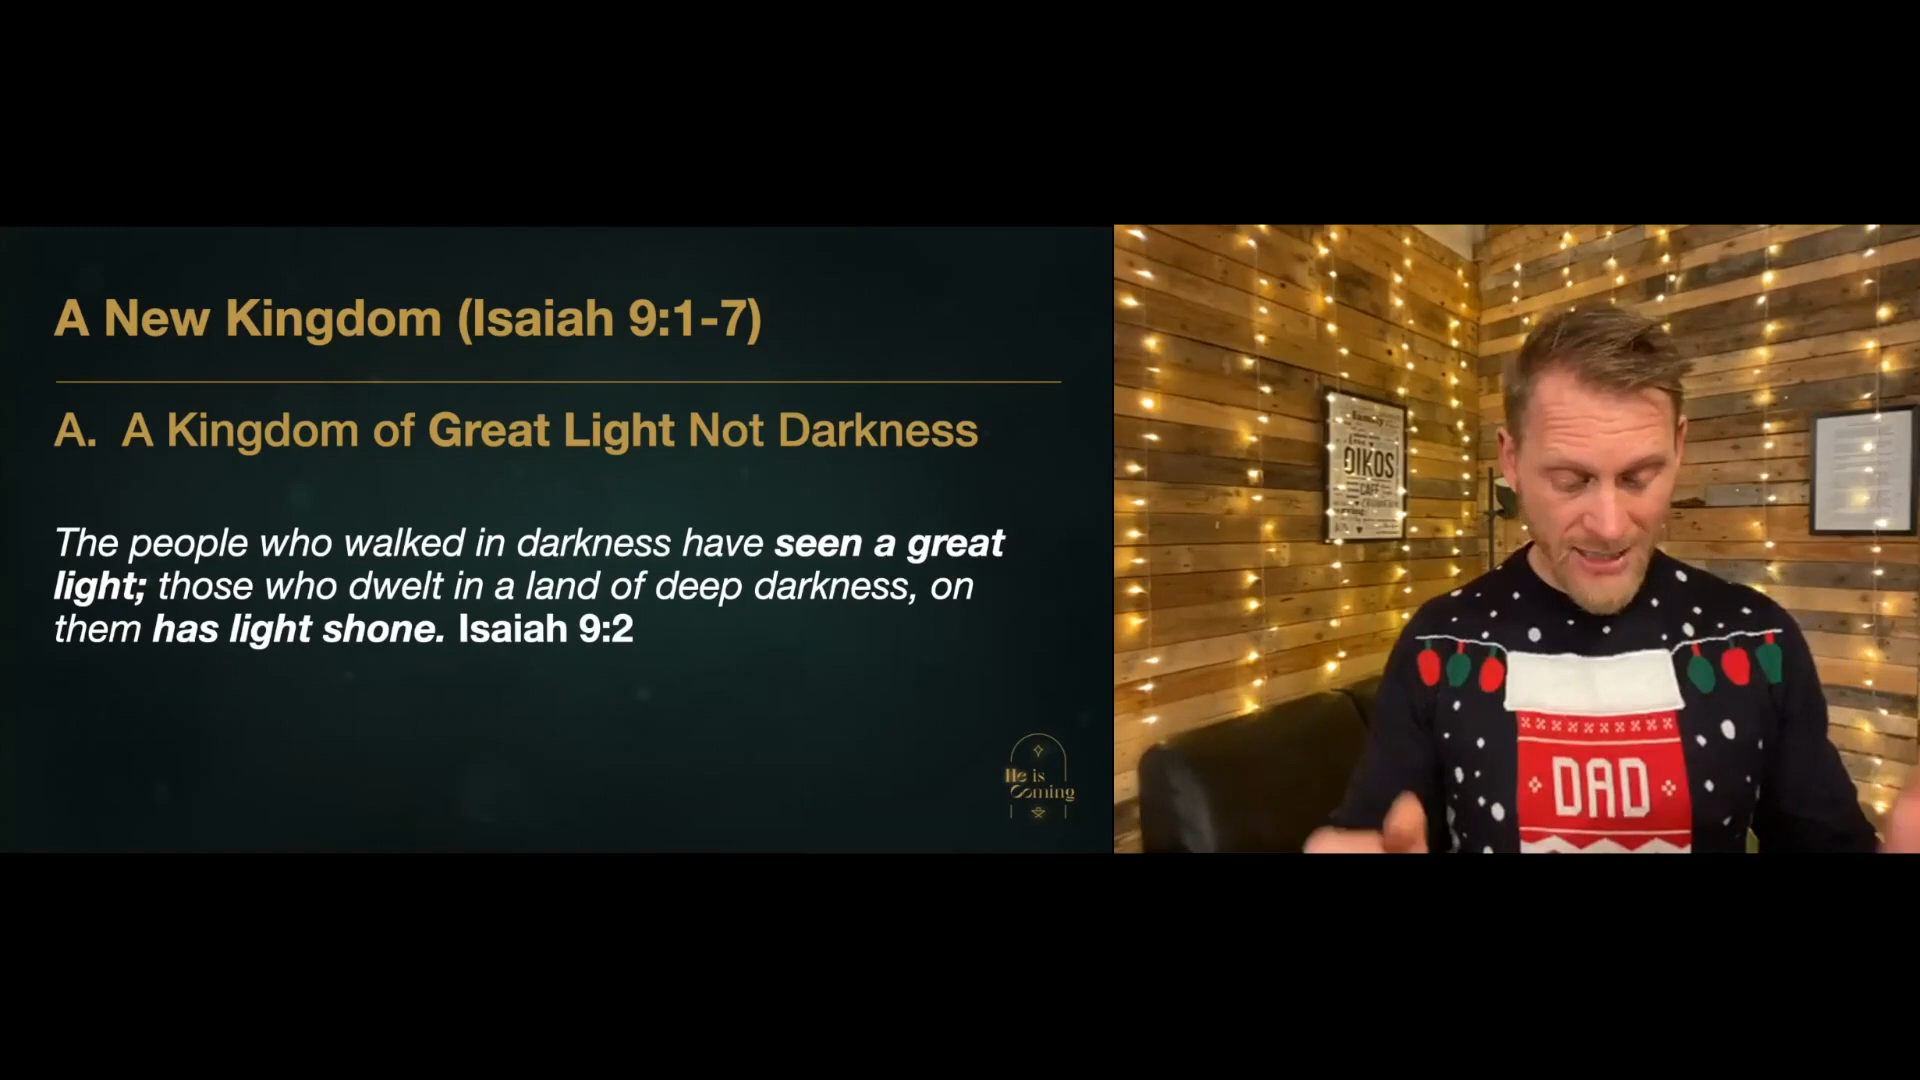 A New Kingdom (Isaiah 9:1-7)
A. A Kingdom of Great Light Not Darkness
The people who walked in darkness have seen a great
light; those who dwelt in a land of deep darkness, on
them has light shone. Isaiah 9:2
He is
Coming
family
OIKOS
CAFE
DAD